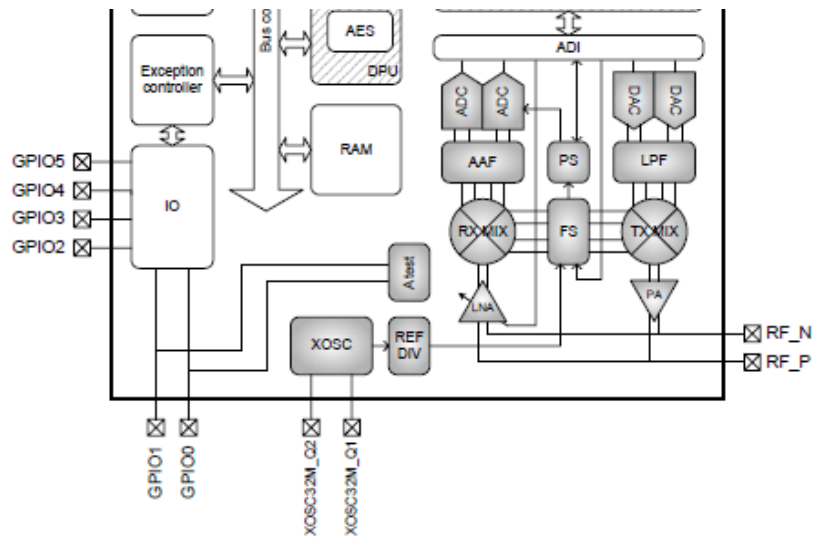 Bus co
AES
DPU
ADI
Exception
controller
ADC
ADC
DAC
DAC
RAM
AAF
PS
LPF
GPIO5
GPIO4
GPIO3
GPIO2
IO
RX MIX
FS
TX MIX
Atest
LNA
PA
XOSC
REF
DIV
RF_N
RF_P
GPIO1
GPIO0
XOSC32M_Q2
XOSC32M_Q1